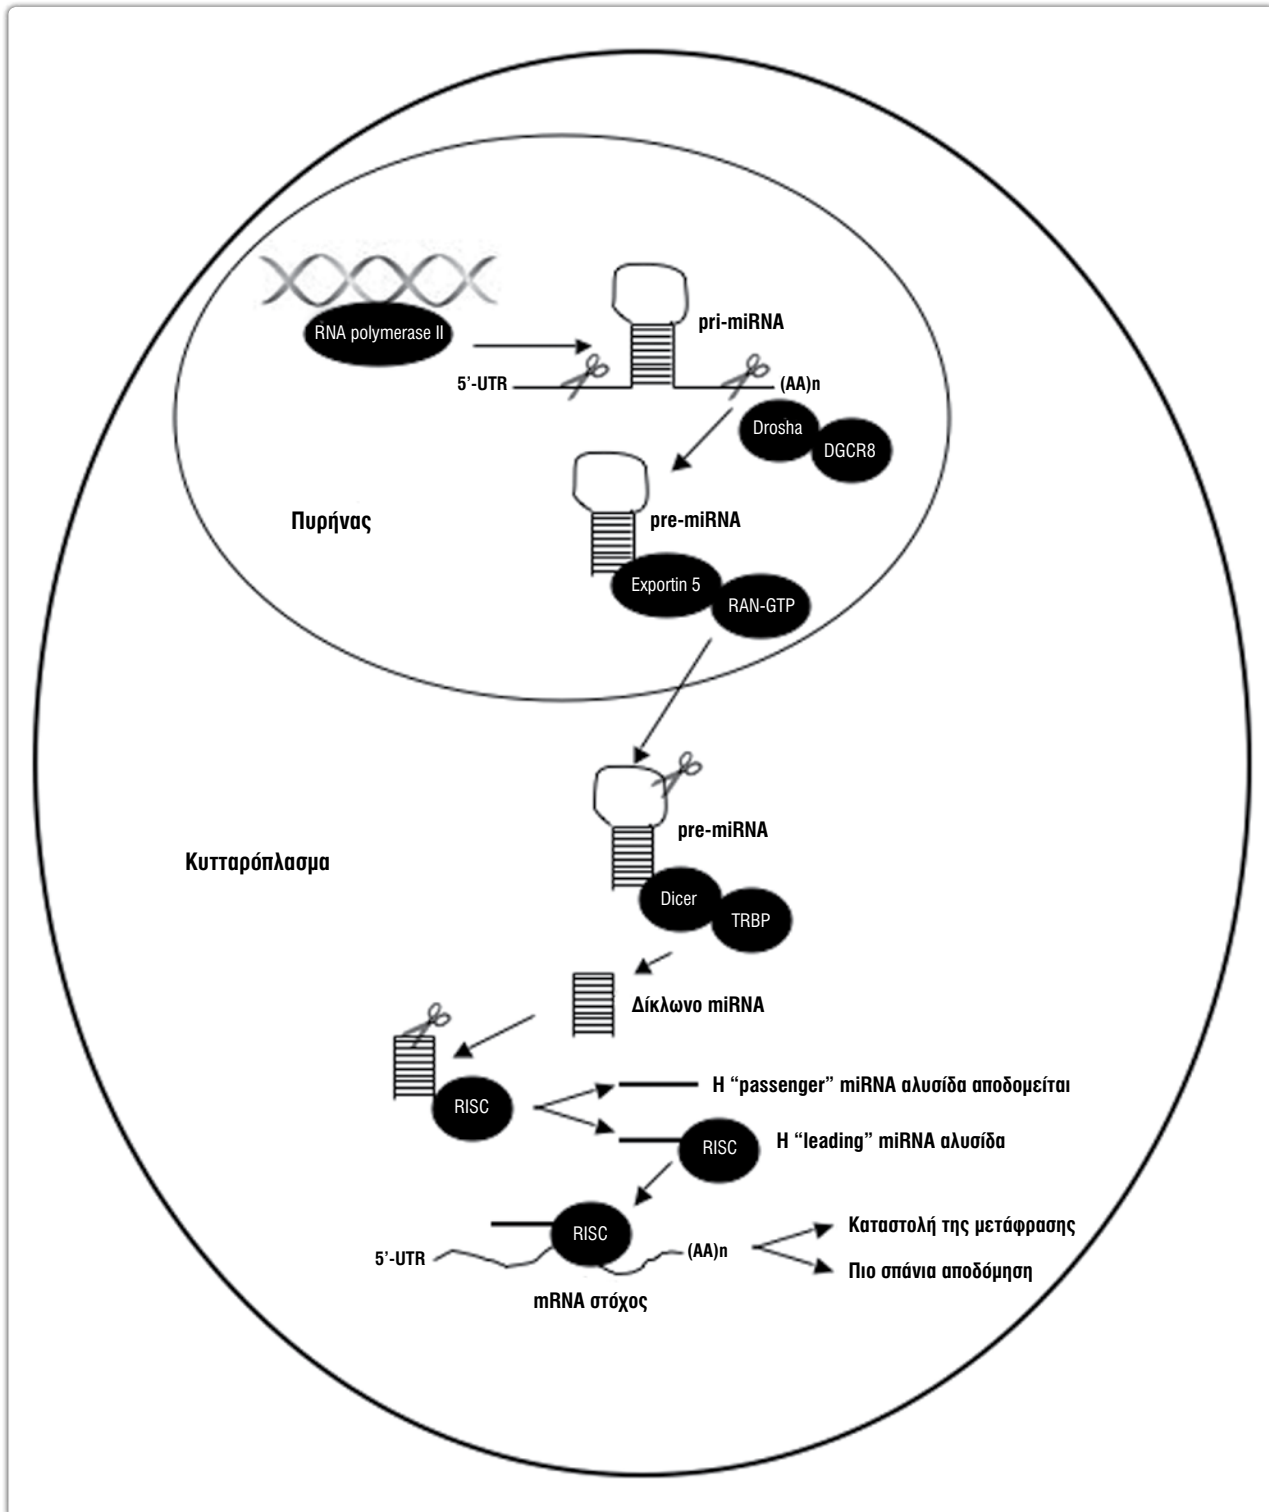 RNA polymerase II
pri-miRNA
5’-UTR
(AA)n
Drosha
DGCR8
Πυρήνας
pre-miRNA
Exportin 5
RAN-GTP
pre-miRNA
Κυτταρόπλασμα
Dicer
TRBP
Δίκλωνο miRNA
RISC
Η “passenger” miRNA αλυσίδα αποδομείται
RISC
Η “leading” miRNA αλυσίδα
RISC
5’-UTR
(AA)n
Καταστολή της μετάφρασης
Πιο σπάνια αποδόμηση
mRNA στόχος